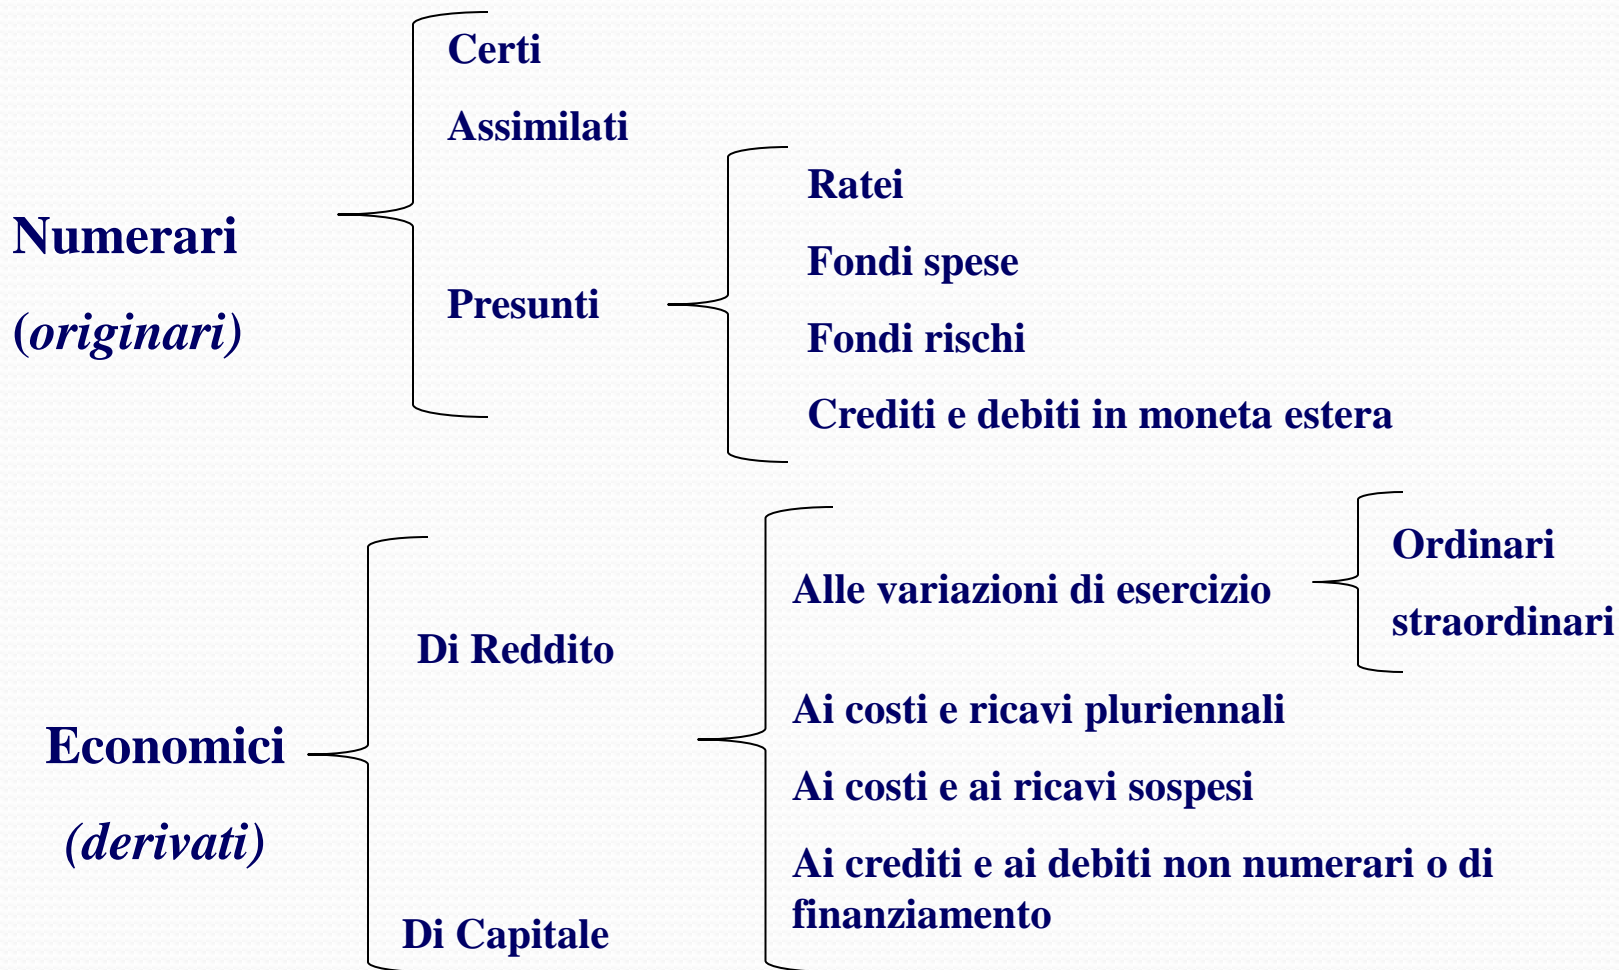 Certi
Assimilati
Numerari
(originari)
Presunti
Ratei
Fondi spese
Fondi rischi
Crediti e debiti in moneta estera
Economici
(derivati)
Di Reddito
Alle variazioni di esercizio
Ordinari
straordinari
Ai costi e ricavi pluriennali
Ai costi e ai ricavi sospesi
Ai crediti e ai debiti non numerari o di
finanziamento
Di Capitale